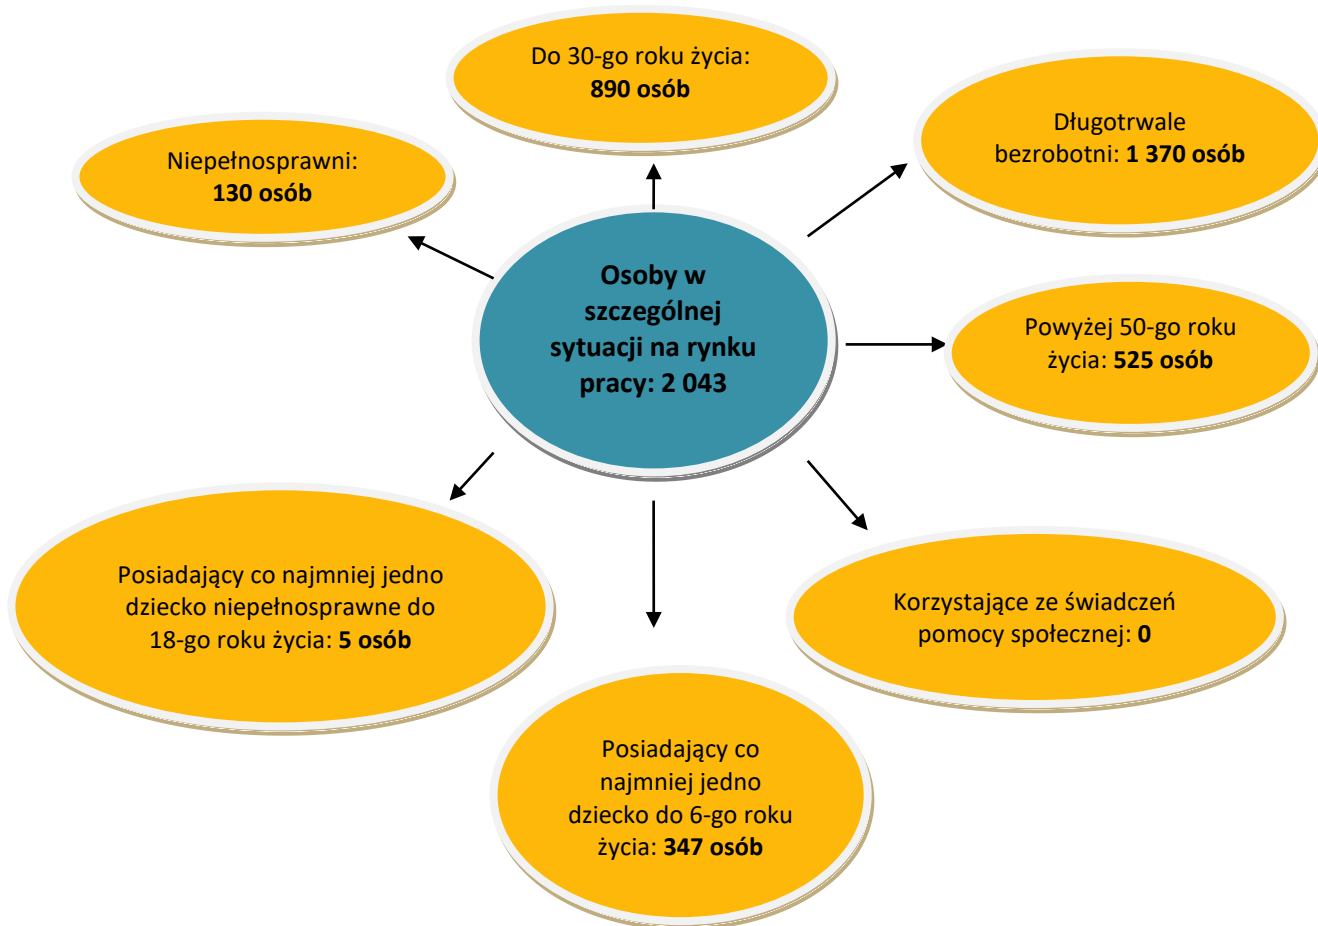 Do 30-go roku życia:
890 osób
Długotrwale
bezrobotni: 1 370 osób
Niepełnosprawni:
130 osób
Osoby w
szczególnej
sytuacji na rynku
pracy: 2 043
Powyżej 50-go roku
życia: 525 osób
Posiadający co najmniej jedno
dziecko niepełnosprawne do
18-go roku życia: 5 osób
Korzystające ze świadczeń
pomocy społecznej: 0
Posiadający co
najmniej jedno
dziecko do 6-go roku
życia: 347 osób